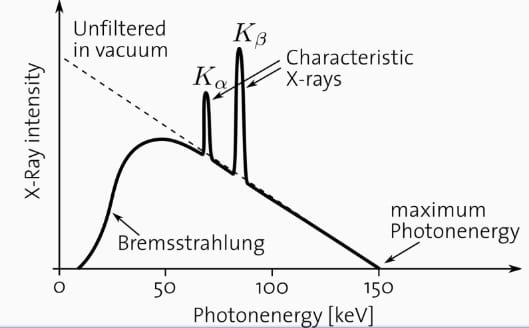 Unfiltered
in vacuum
Kβ
Kα
Characteristic
X-rays
X-Ray intensity
maximum
Photonenergy
Bremsstrahlung
0 50 100 150
Photonenergy [keV]